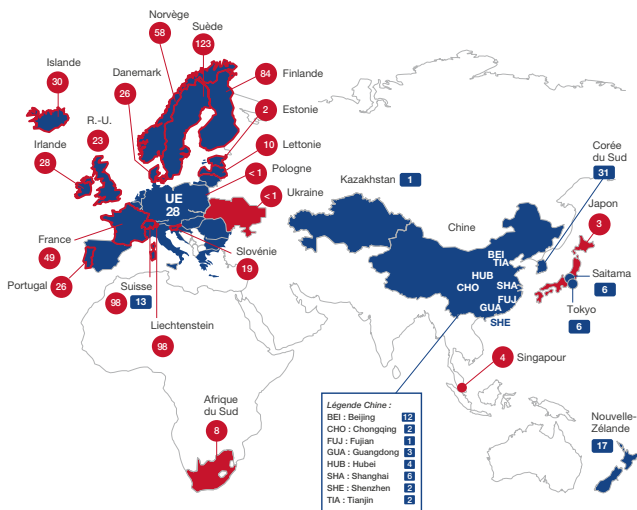 Norvège
58
Suède
123
Islande
30
Danemark
26
84
Finlande
R.-U.
23
2
Estonie
Irlande
28
10
Lettonie
< 1
Pologne
< 1
Ukraine
UE
28
France
49
Slovénie
19
Portugal
26
Suisse
98
13
Liechtenstein
98
Afrique
du Sud
8
Kazakhstan
1
Chine
BEI
TIA
HUB
CHO
SHA
FUJ
GUA
SHE
Corée
du Sud
31
Japon
3
Saitama
6
Tokyo
6
4
Singapour
Nouvelle-
Zélande
17
Légende Chine :
BEI : Beijing 12
CHO : Chongqing 2
FUJ : Fujian 1
GUA : Guangdong 3
HUB : Hubei 4
SHA : Shanghai 6
SHE : Shenzhen 2
TIA : Tianjin 2